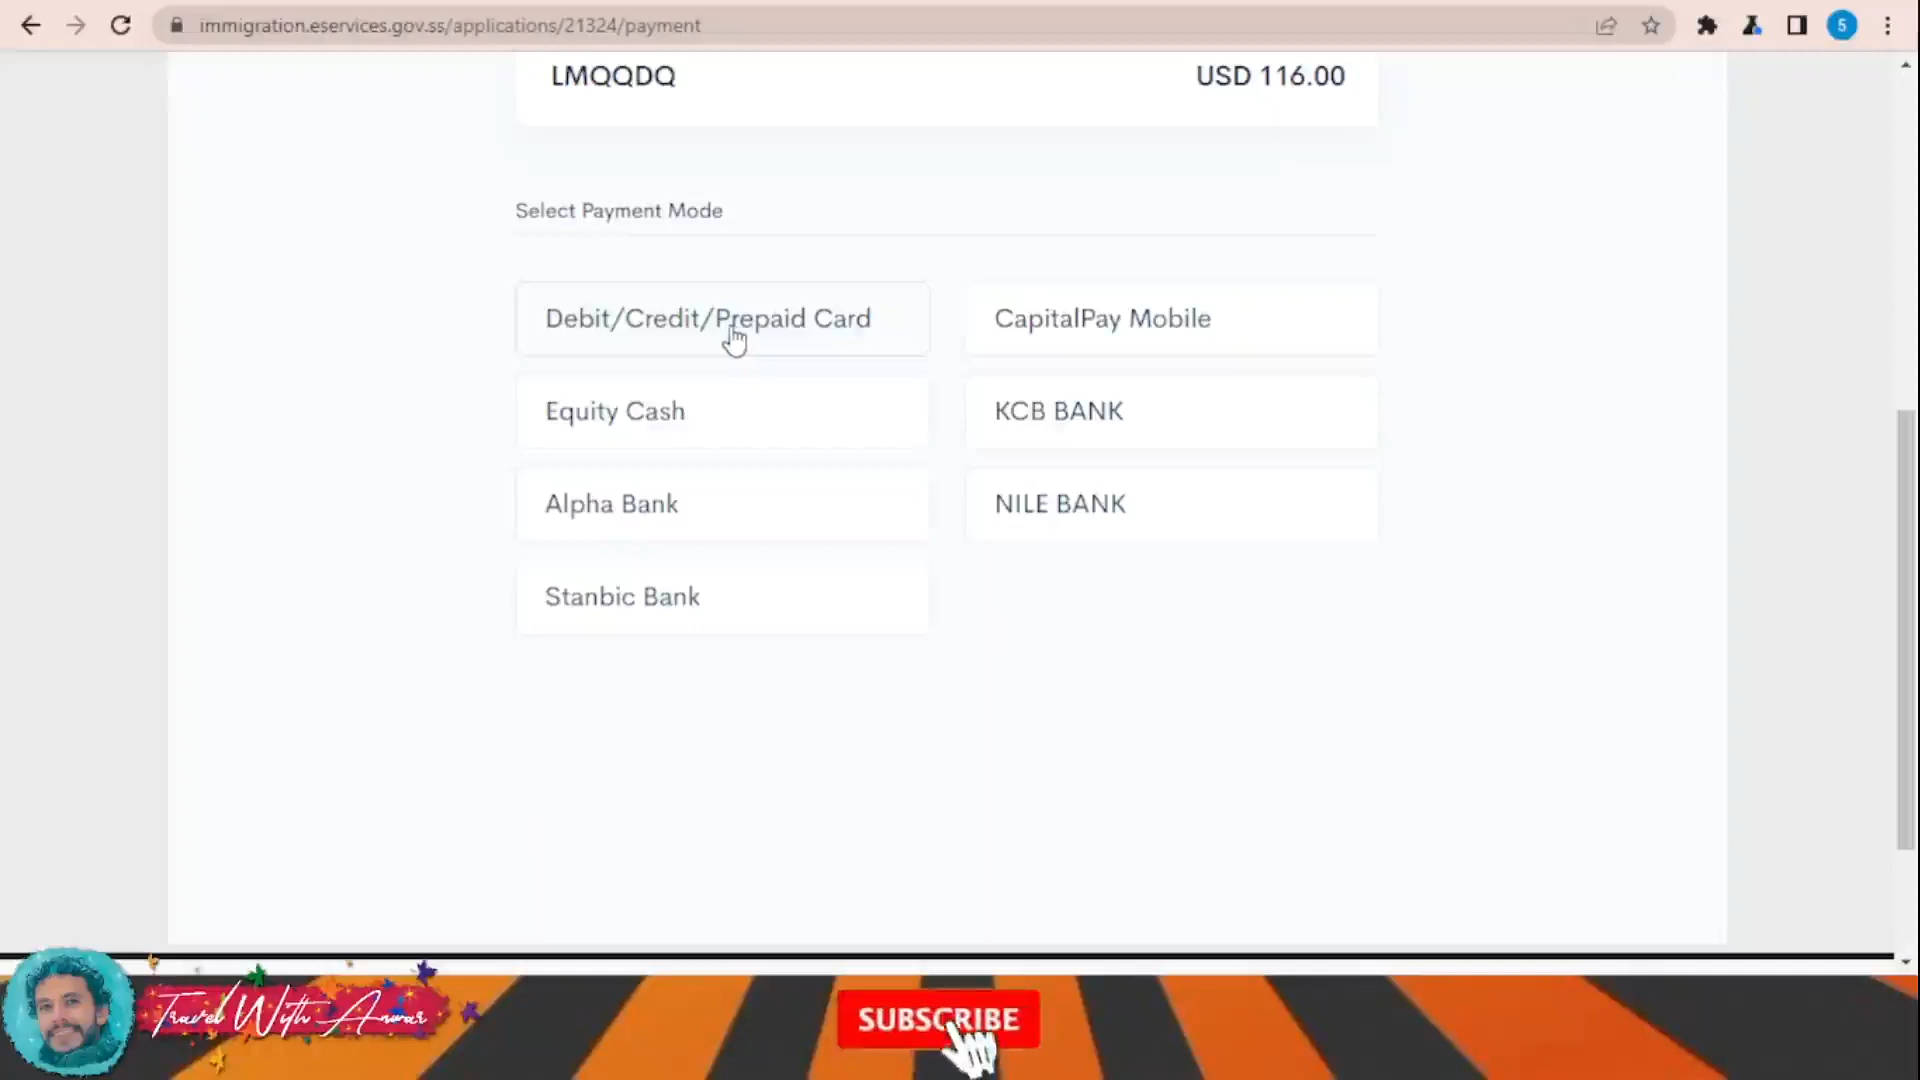 immigration.eservices.gov.ss/applications/21324/payment
5
LMQQDQ USD 116.00
Select Payment Mode
Debit/Credit/Prepaid Card
CapitalPay Mobile
Equity Cash
KCB BANK
Alpha Bank
NILE BANK
Stanbic Bank
Travel With Anwar
SUBSCRIBE